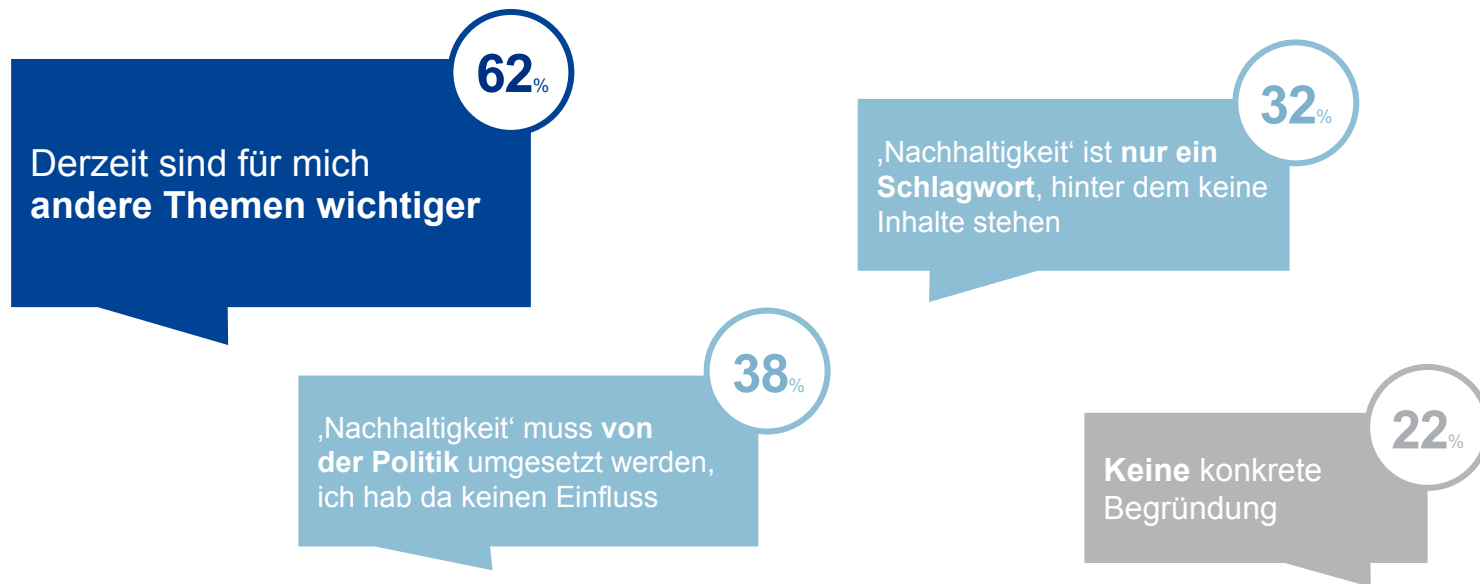 62%
Derzeit sind für mich
andere Themen wichtiger
32%
‚Nachhaltigkeit‘ ist nur ein
Schlagwort, hinter dem keine
Inhalte stehen
38%
‚Nachhaltigkeit‘ muss von
der Politik umgesetzt werden,
ich hab da keinen Einfluss
22%
Keine konkrete
Begründung